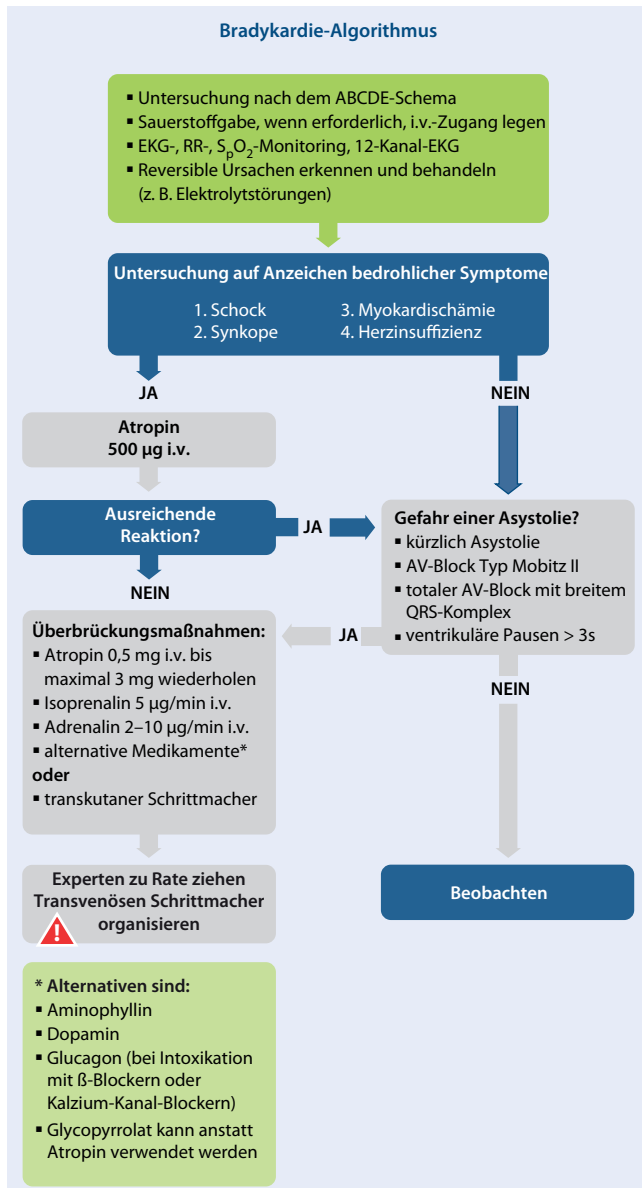 Bradykardie-Algorithmus
▪ Untersuchung nach dem ABCDE-Schema
▪ Sauerstoffgabe, wenn erforderlich, i.v.-Zugang legen
▪ EKG-, RR-, SpO2-Monitoring, 12-Kanal-EKG
▪ Reversible Ursachen erkennen und behandeln
(z. B. Elektrolytstörungen)
Untersuchung auf Anzeichen bedrohlicher Symptome
1. Schock
2. Synkope
3. Myokardischämie
4. Herzinsuffizienz
JA
NEIN
Atropin
500 µg i.v.
Ausreichende
Reaktion?
JA
NEIN
Gefahr einer Asystolie?
▪ kürzlich Asystolie
▪ AV-Block Typ Mobitz II
▪ totaler AV-Block mit breitem
QRS-Komplex
▪ ventrikuläre Pausen > 3s
JA
NEIN
Überbrückungsmaßnahmen:
▪ Atropin 0,5 mg i.v. bis
maximal 3 mg wiederholen
▪ Isoprenalin 5 µg/min i.v.
▪ Adrenalin 2–10 µg/min i.v.
▪ alternative Medikamente*
oder
▪ transkutaner Schrittmacher
Experten zu Rate ziehen
Transvenösen Schrittmacher
organisieren
!
Beobachten
* Alternativen sind:
▪ Aminophyllin
▪ Dopamin
▪ Glucagon (bei Intoxikation
mit ß-Blockern oder
Kalzium-Kanal-Blockern)
▪ Glycopyrrolat kann anstatt
Atropin verwendet werden